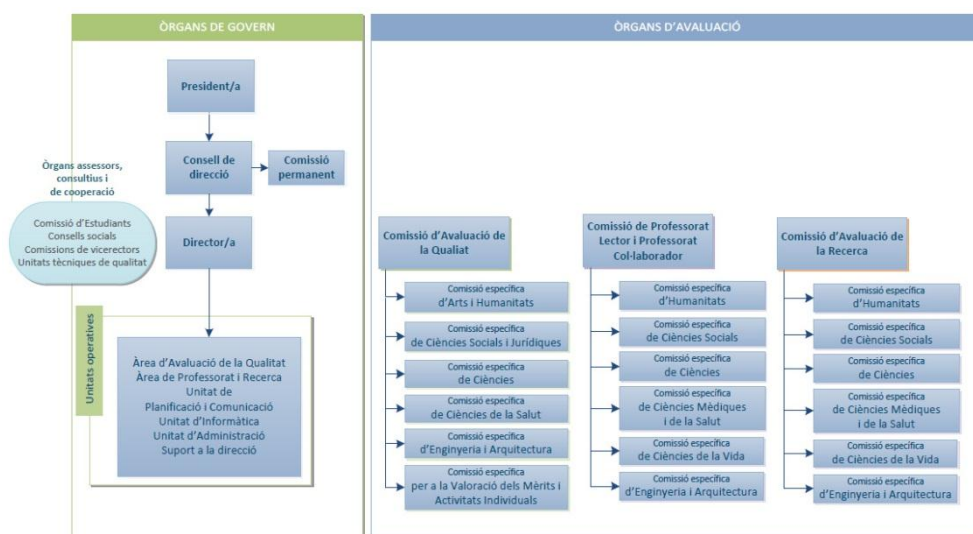 ÒRGANS DE GOVERN
President/a
Consell de
direcció
Comissió
permanent
Director/a
Òrgans assessors,
consultius i
de cooperació
Comissió d'Estudiants
Consells socials
Comissions de vicerectors
Unitats tècniques de qualitat
Unitats operatives
Àrea d'Avaluació de la Qualitat
Àrea de Professorat i Recerca
Unitat de
Planificació i Comunicació
Unitat d'Informàtica
Unitat d'Administració
Suport a la direcció
ÒRGANS D'AVALUACIÓ
Comissió d'Avaluació de
la Qualiat
Comissió específica
d'Arts i Humanitats
Comissió específica
de Ciències Socials i Jurídiques
Comissió específica
de Ciències
Comissió específica
de Ciències de la Salut
Comissió específica
d'Enginyeria i Arquitectura
Comissió específica
per a la Valoració dels Mèrits i
Activitats Individuals
Comissió de Professorat
Lector i Professorat
Col·laborador
Comissió específica
d'Humanitats
Comissió específica
de Ciències Socials
Comissió específica
de Ciències
Comissió específica
de Ciències Mèdiques
i de la Salut
Comissió específica
de Ciències de la Vida
Comissió específica
d'Enginyeria i Arquitectura
Comissió d'Avaluació de
la Recerca
Comissió específica
d'Humanitats
Comissió específica
de Ciències Socials
Comissió específica
de Ciències
Comissió específica
de Ciències Mèdiques
i de la Salut
Comissió específica
de Ciències de la Vida
Comissió específica
d'Enginyeria i Arquitectura